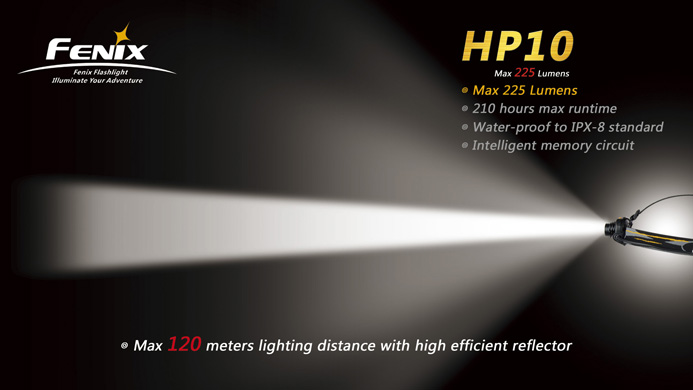 FENIX
Fenix Flashlight
Illuminate Your Adventure
HP10
Max 225 Lumens
Max 225 Lumens
210 hours max runtime
Water-proof to IPX-8 standard
Intelligent memory circuit
Max 120 meters lighting distance with high efficient reflector